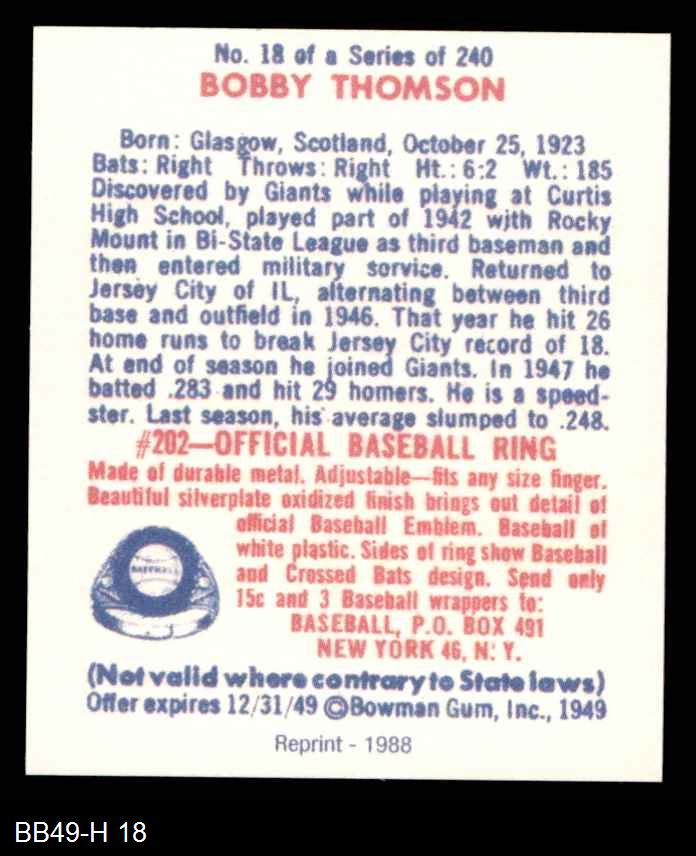 No. 18 of a Series of 240
BOBBY THOMSON
Born: Glasgow, Scotland, October 25, 1923
Bats: Right Throws: Right Ht.: 6:2 Wt.: 185
Discovered by Giants while playing at Curtis
High School, played part of 1942 with Rocky
Mount in Bi-State League as third baseman and
then entered military service. Returned to
Jersey City of IL, alternating between third
base and outfield in 1946. That year he hit 26
home runs to break Jersey City record of 18.
At end of season he joined Giants. In 1947 he
batted .283 and hit 29 homers. He is a speed-
ster. Last season, his average slumped to .248.
#202—OFFICIAL BASEBALL RING
Made of durable metal. Adjustable—fits any size finger.
Beautiful silverplate oxidized finish brings out detail of
official Baseball Emblem. Baseball of
white plastic. Sides of ring show Baseball
and Crossed Bats design. Send only
15c and 3 Baseball wrappers to:
BASEBALL, P.O. BOX 491
NEW YORK 46, N. Y.
BASEBALL
(Not valid where contrary to State laws)
Offer expires 12/31/49 ©Bowman Gum, Inc., 1949
Reprint - 1988
BB49-H 18